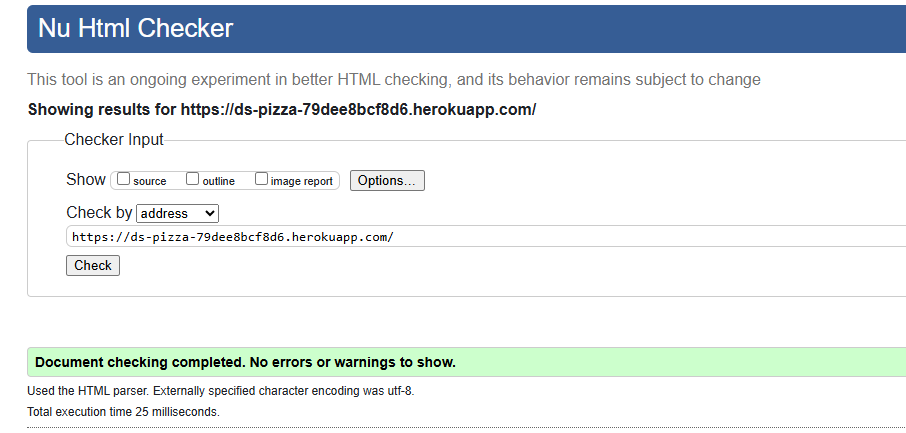 Nu Html Checker
This tool is an ongoing experiment in better HTML checking, and its behavior remains subject to change
Showing results for https://ds-pizza-79dee8bcf8d6.herokuapp.com/
Checker Input
Show source outline image report Options...
Check by address
https://ds-pizza-79dee8bcf8d6.herokuapp.com/
Check
Document checking completed. No errors or warnings to show.
Used the HTML parser. Externally specified character encoding was utf-8.
Total execution time 25 milliseconds.